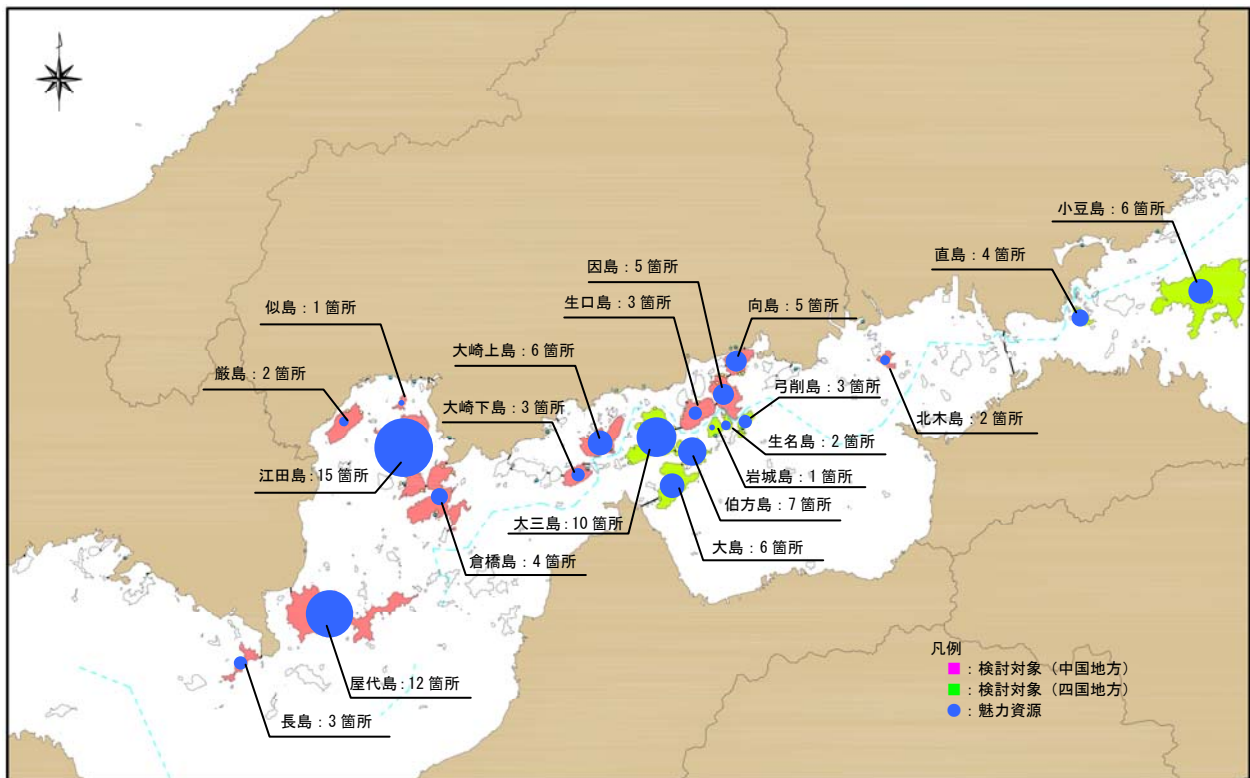 小豆島：6 箇所
直島：4 箇所
因島：5 箇所
生口島：3 箇所
向島：5 箇所
似島：1 箇所
大崎上島：6 箇所
厳島：2 箇所
大崎下島：3 箇所
弓削島：3 箇所
北木島：2 箇所
生名島：2 箇所
江田島：15 箇所
岩城島：1 箇所
伯方島：7 箇所
大三島：10 箇所
大島：6 箇所
倉橋島：4 箇所
屋代島：12 箇所
長島：3 箇所
凡例
：検討対象（中国地方）
：検討対象（四国地方）
：魅力資源